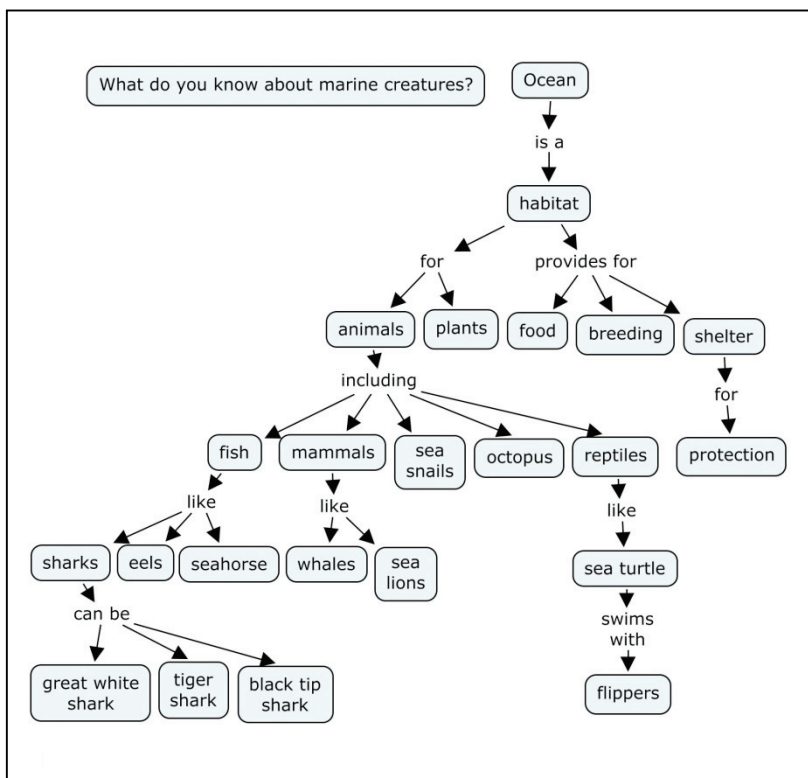 What do you know about marine creatures?
Ocean
is a
habitat
for
provides for
animals
plants
food
breeding
shelter
including
for
fish
mammals
sea
snails
octopus
reptiles
protection
like
like
like
sharks
eels
seahorse
whales
sea
lions
sea turtle
can be
swims
with
great white
shark
tiger
shark
black tip
shark
flippers